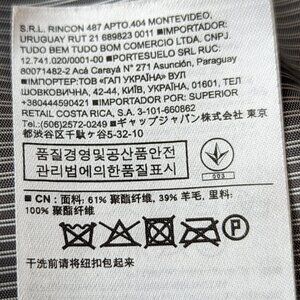 S.R.L. RINCON 487 APTO.404 MONTEVIDEO,
URUGUAY RUT 21 689823 0011 ■IMPORTADOR:
TUDO BEM TUDO BOM COMERCIO LTDA. CNPJ.
12.741.020/0001-00 ■PORTESUELO SRL RUC:
80071482-2 Acá Carayá N° 271 Asunción, Paraguay
■ТОВ «ГАП УКРАЇНА» ВУЛ
ШОВКОВИЧНА, 42-44, КИЇВ, УКРАЇНА,
+380444590421 ■IMPORTADOR: SUPERIOR
RETAIL COSTA RICA, S.A. 3-101-660862
Tel.:(506)2572-0249 ■ギャップジャパン株式会社 東京
都渋谷区千駄ヶ谷5-32-10
품질경영및공산품안전
관리법에의한품질표시
003
■ CN : 面料: 61% 聚酯纤维, 39% 羊毛, 里料:
100% 聚酯纤维
干洗前请将纽扣包起来